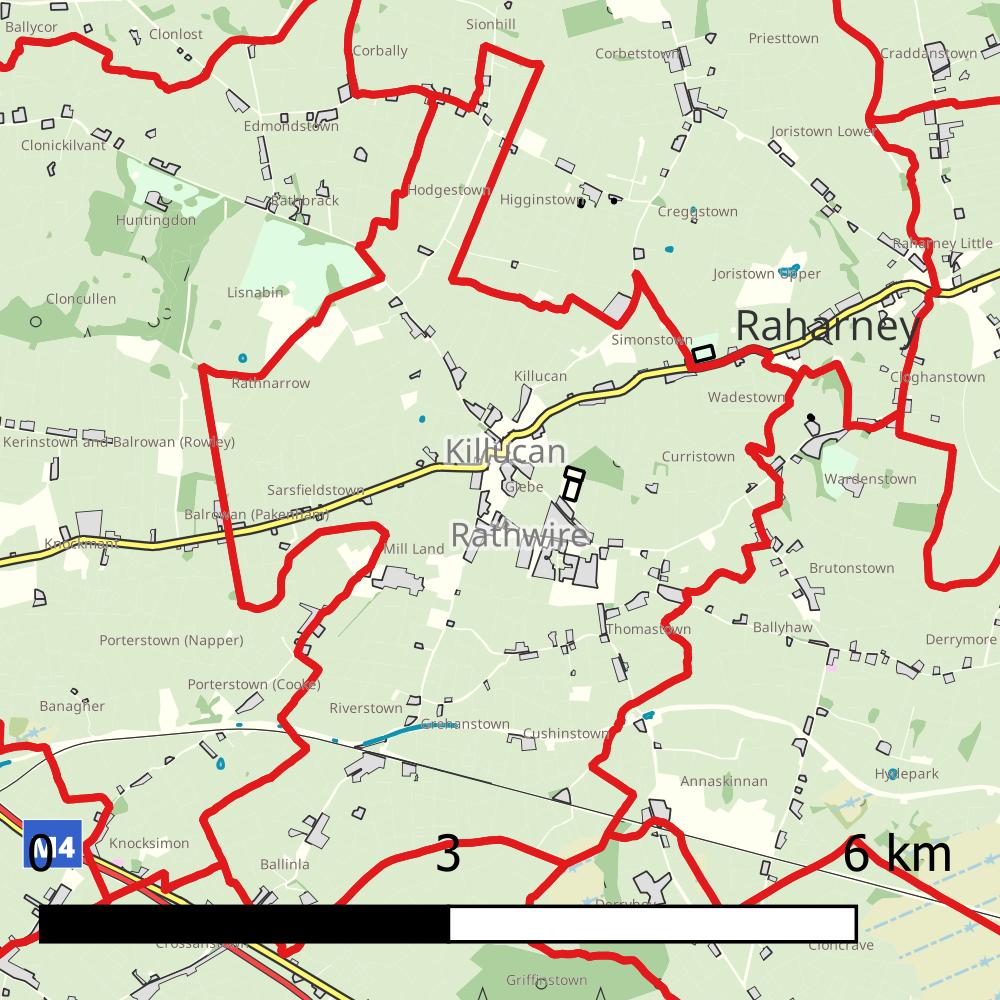 Ballycor
Clonlost
Corbally
Sionhill
Corbetstown
Priesttown
Craddanstown
Edmondstown
Clonickilvant
Joristown Lower
Hodgestown
Rathbrack
Higginstown
Creggstown
Huntingdon
Raharney Little
Joristown Upper
Cloncullen
Lisnabin
Raharney
Simonstown
Killucan
Cloghanstown
Rathnarrow
Wadestown
Kerinstown and Balrowan (Rowley)
Killucan
Curristown
Wardenstown
Sarsfieldstown
Glebe
Balrowan (Pakenham)
Rathwire
Knockmant
Mill Land
Brutonstown
Thomastown
Ballyhaw
Porterstown (Napper)
Derrymore
Porterstown (Cooke)
Banagher
Riverstown
Grehanstown
Cushinstown
Annaskinnan
Hydepark
M4
Knocksimon
0 3 6 km
Ballinla
Derryboy
Crossanstown
Cloncrave
Griffinstown